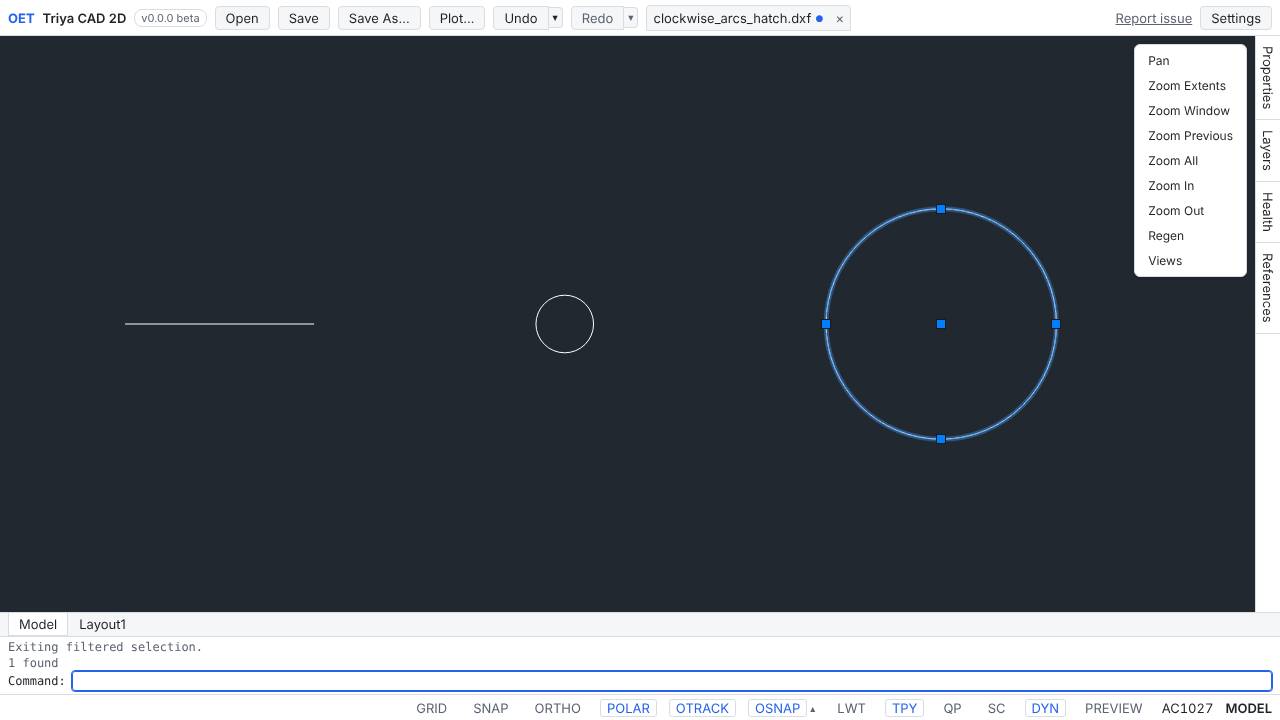 OET Triya CAD 2D v0.0.0 beta Open Save Save As... Plot... Undo ▾ Redo ▾ clockwise_arcs_hatch.dxf ● × Report issue Settings
Pan
Zoom Extents
Zoom Window
Zoom Previous
Zoom All
Zoom In
Zoom Out
Regen
Views
Properties
Layers
Health
References
Model Layout1
Exiting filtered selection.
1 found
Command:
GRID SNAP ORTHO POLAR OTRACK OSNAP ▴ LWT TPY QP SC DYN PREVIEW AC1027 MODEL